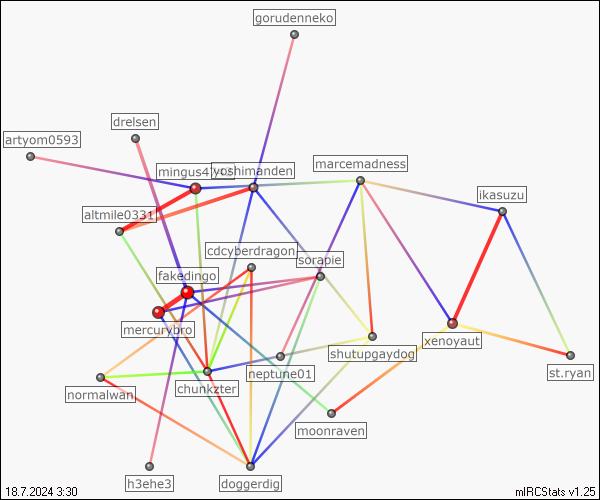 gorudenneko
drelsen
artyom0593
marcemadness
yoshimanden
ikasuzu
altmile0331
cdcyberdragon
sorapie
fakedingo
mercurybro
xenoyaut
shutupgaydog
st.ryan
neptune01
chunkzter
normalwan
moonraven
h3ehe3
doggerdig
18.7.2024 3:30
mIRCStats v1.25